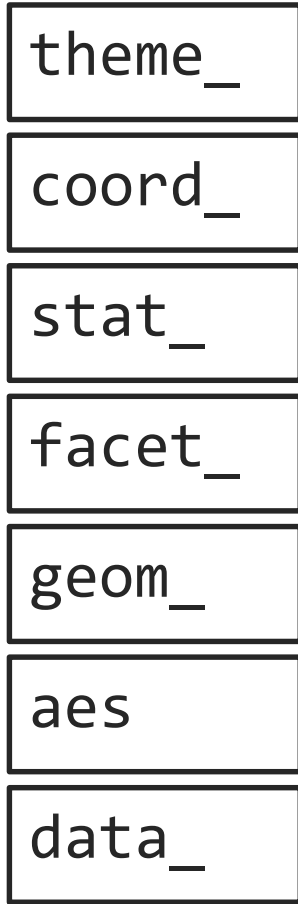 theme_
coord_
stat_
facet_
geom_
aes
data_